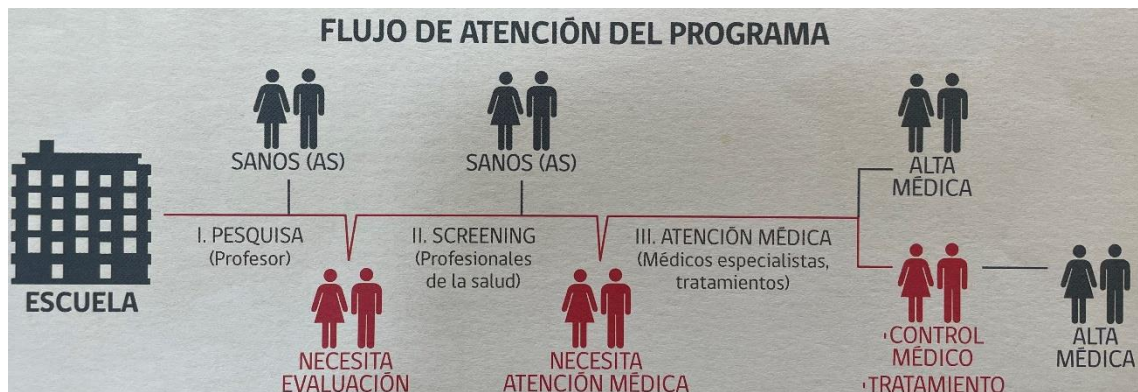 FLUJO DE ATENCIÓN DEL PROGRAMA
SANOS (AS)
SANOS (AS)
ALTA
MÉDICA
I. PESQUISA
(Profesor)
II. SCREENING
(Profesionales
de la salud)
III. ATENCIÓN MÉDICA
(Médicos especialistas,
tratamientos)
ESCUELA
NECESITA
EVALUACIÓN
NECESITA
ATENCIÓN MÉDICA
·CONTROL
MÉDICO
·TRATAMIENTO
ALTA
MÉDICA